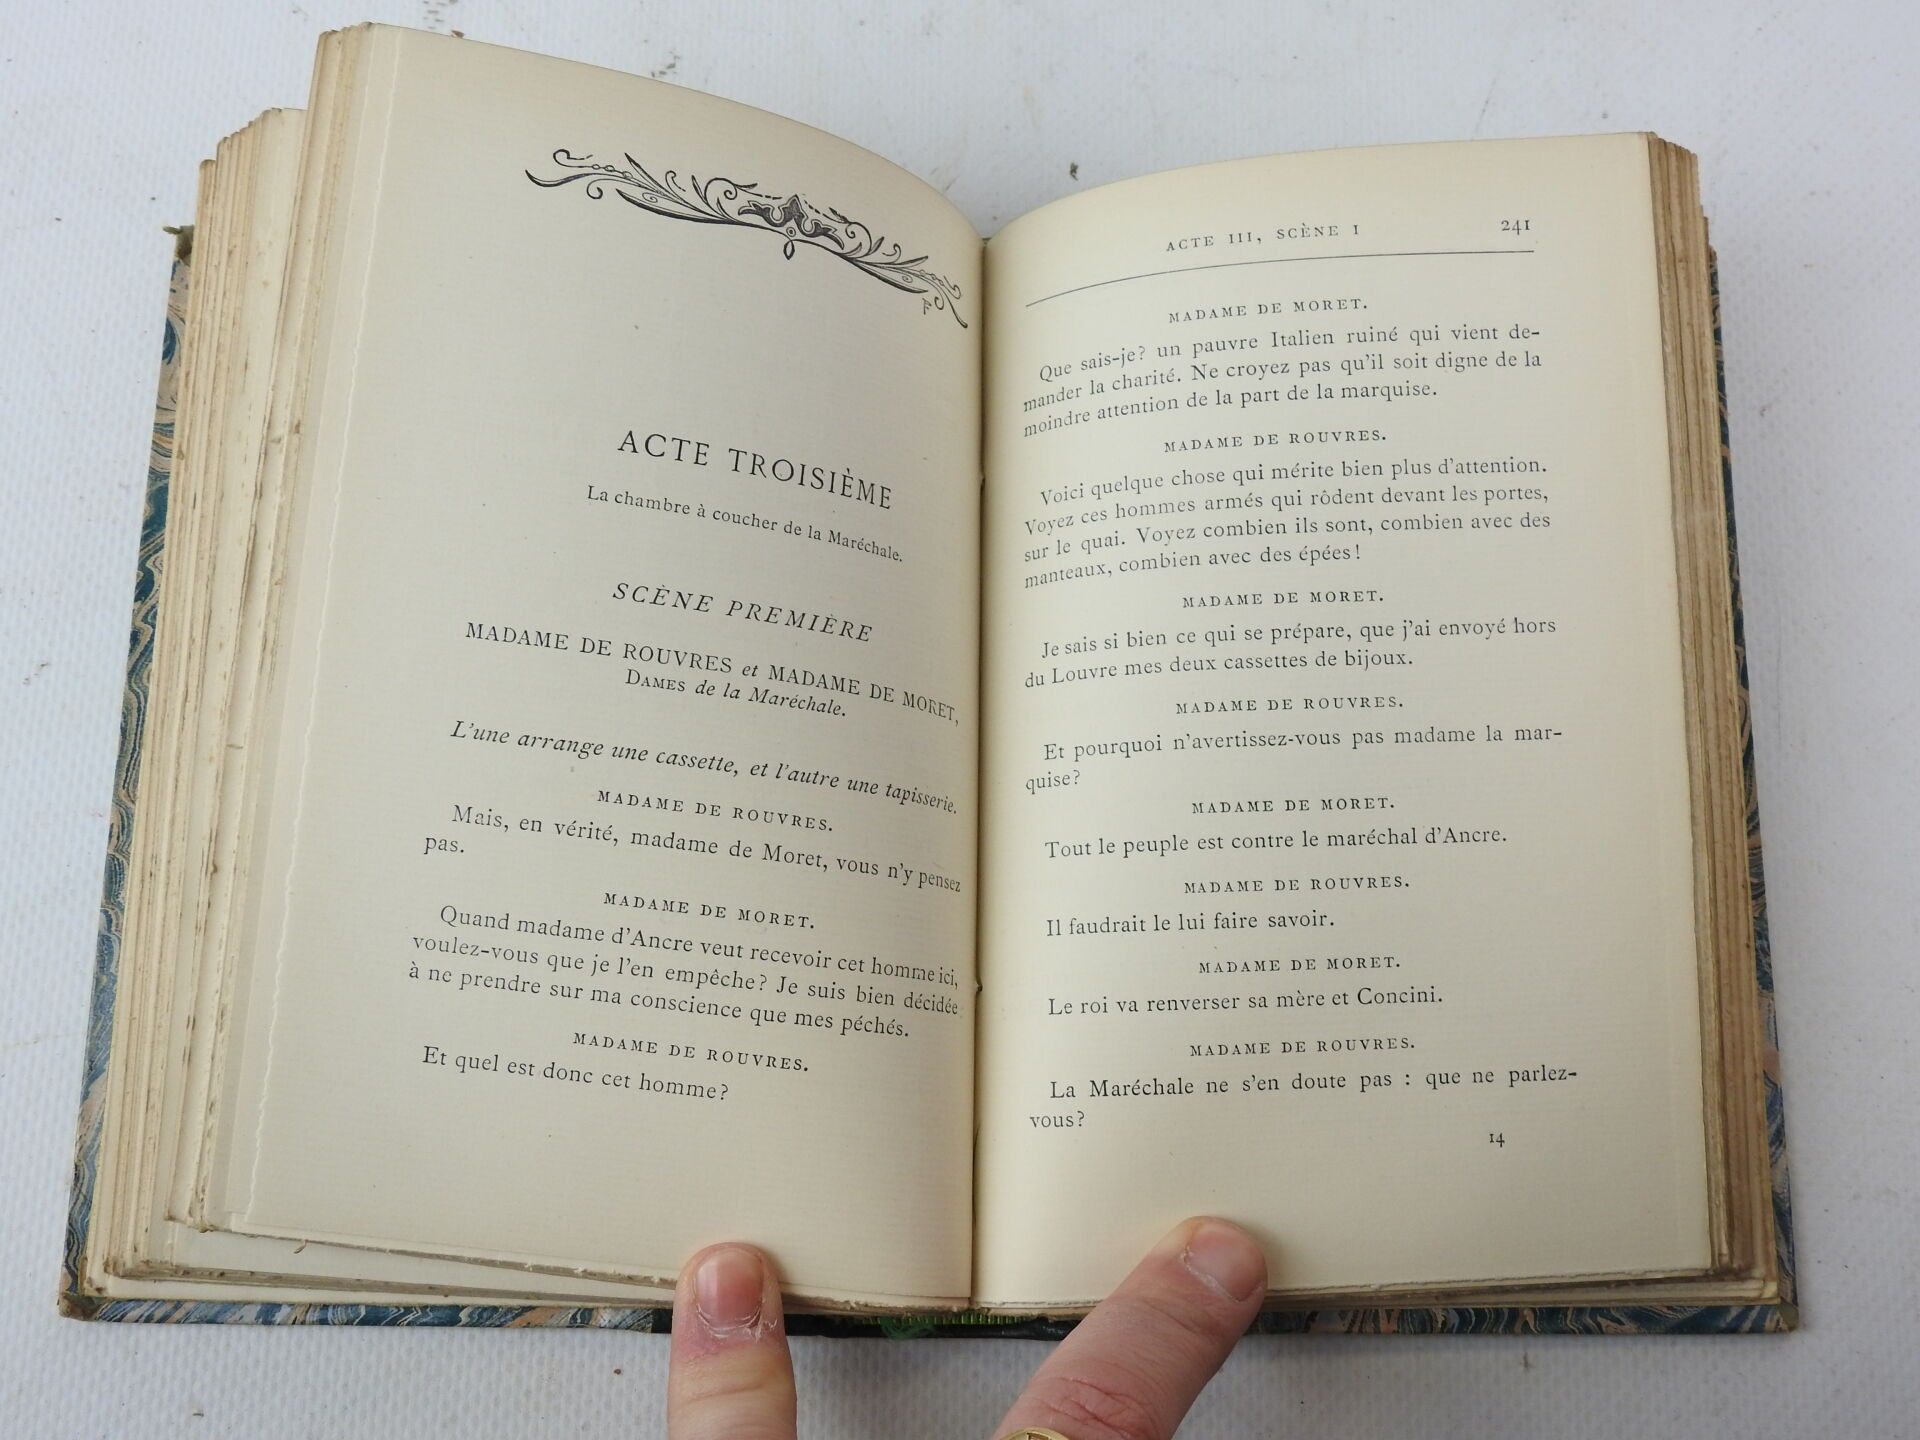 ACTE TROISIÈME
La chambre à coucher de la Maréchale.
SCÈNE PREMIÈRE
MADAME DE ROUVRES et MADAME DE MORET,
DAMES de la Maréchale.
L'une arrange une cassette, et l'autre une tapisserie.
MADAME DE ROUVRES.
Mais, en vérité, madame de Moret, vous n'y pensez
pas.
MADAME DE MORET.
Quand madame d'Ancre veut recevoir cet homme ici,
voulez-vous que je l'en empêche? Je suis bien décidée
à ne prendre sur ma conscience que mes péchés.
MADAME DE ROUVRES.
Et quel est donc cet homme?
ACTE III, SCÈNE I 241
MADAME DE MORET.
Que sais-je? un pauvre Italien ruiné qui vient de-
mander la charité. Ne croyez pas qu'il soit digne de la
moindre attention de la part de la marquise.
MADAME DE ROUVRES.
Voici quelque chose qui mérite bien plus d'attention.
Voyez ces hommes armés qui rôdent devant les portes,
sur le quai. Voyez combien ils sont, combien avec des
manteaux, combien avec des épées!
MADAME DE MORET.
Je sais si bien ce qui se prépare, que j'ai envoyé hors
du Louvre mes deux cassettes de bijoux.
MADAME DE ROUVRES.
Et pourquoi n'avertissez-vous pas madame la mar-
quise?
MADAME DE MORET.
Tout le peuple est contre le maréchal d'Ancre.
MADAME DE ROUVRES.
Il faudrait le lui faire savoir.
MADAME DE MORET.
Le roi va renverser sa mère et Concini.
MADAME DE ROUVRES.
La Maréchale ne s'en doute pas : que ne parlez-
vous?
14